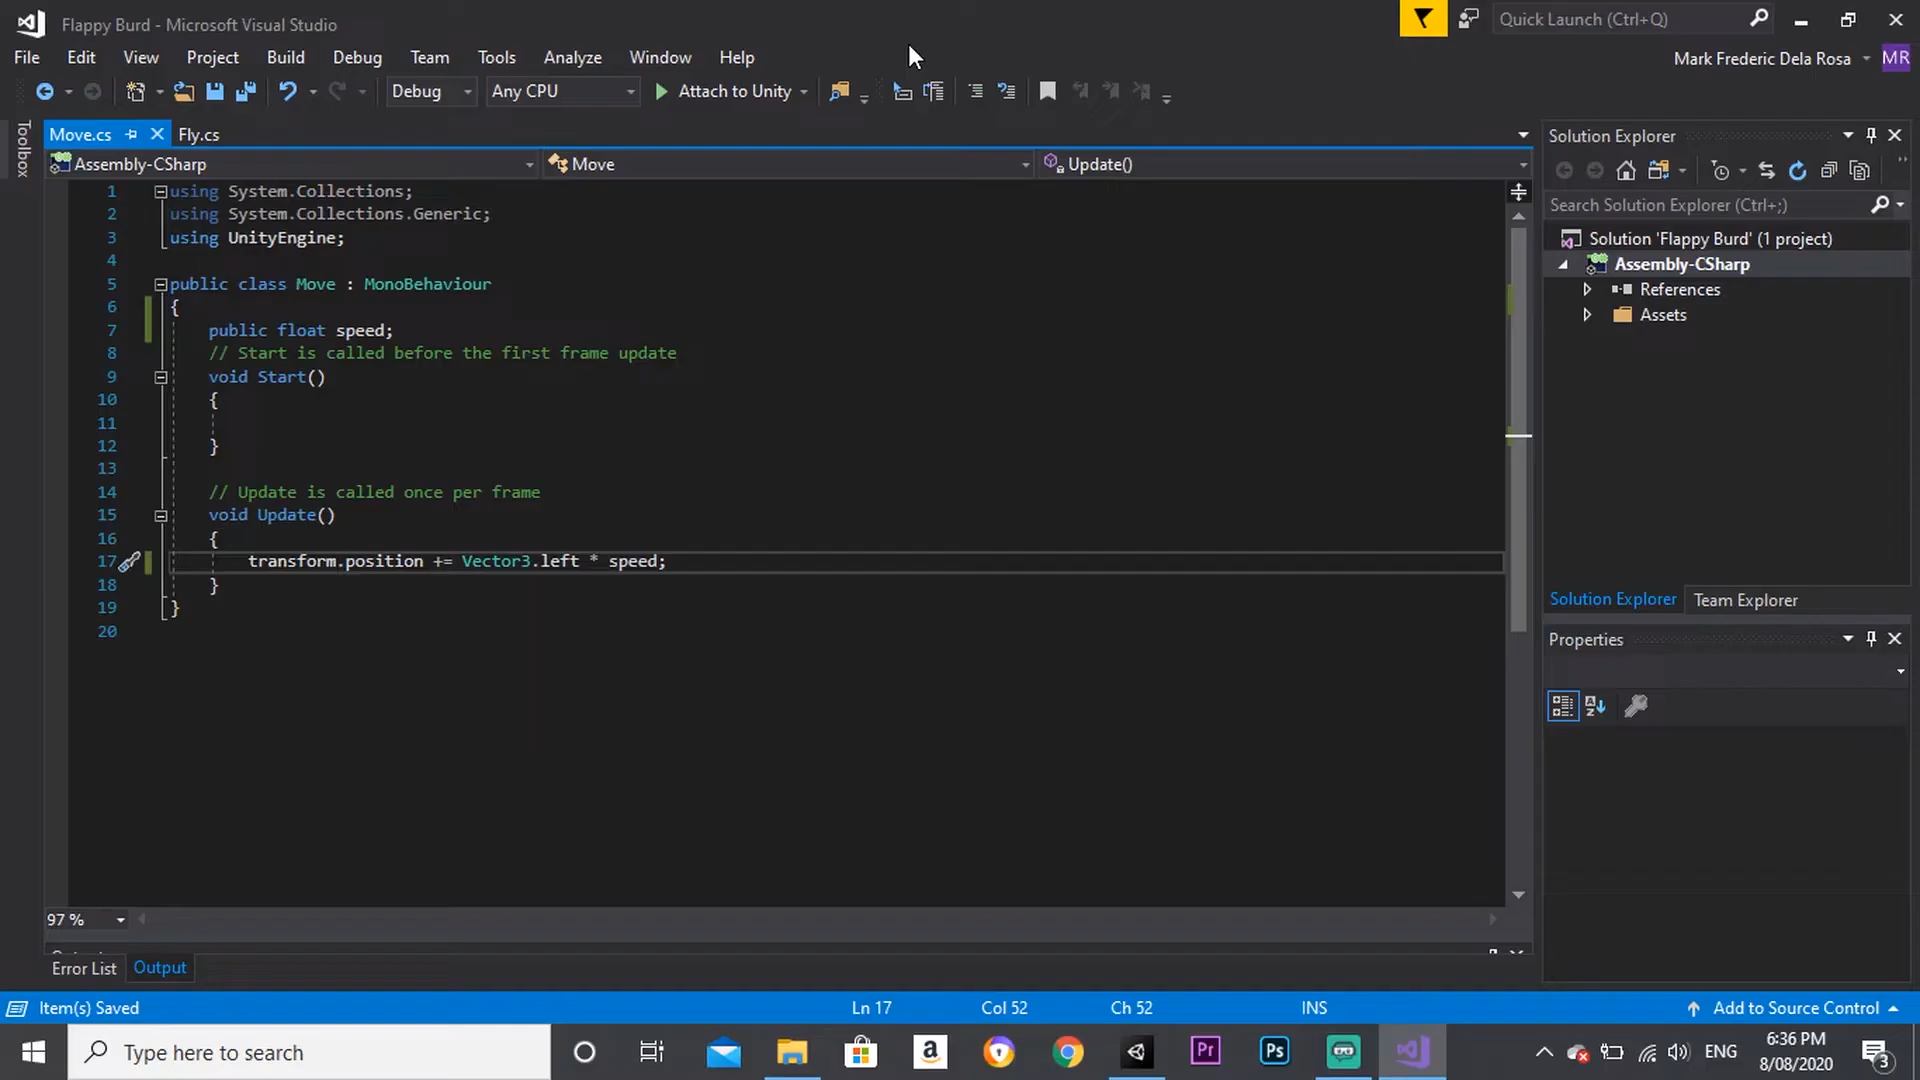 Flappy Burd - Microsoft Visual Studio
Quick Launch (Ctrl+Q)
File Edit View Project Build Debug Team Tools Analyze Window Help
Mark Frederic Dela Rosa MR
Debug Any CPU Attach to Unity
Toolbox
Move.cs Fly.cs
Assembly-CSharp Move Update()
1 using System.Collections;
2 using System.Collections.Generic;
3 using UnityEngine;
4
5 public class Move : MonoBehaviour
6 {
7 public float speed;
8 // Start is called before the first frame update
9 void Start()
10 {
11
12 }
13
14 // Update is called once per frame
15 void Update()
16 {
17 transform.position += Vector3.left * speed;
18 }
19 }
20
97 %
Error List Output
Solution Explorer
Search Solution Explorer (Ctrl+;)
Solution 'Flappy Burd' (1 project)
Assembly-CSharp
References
Assets
Solution Explorer Team Explorer
Properties
Item(s) Saved Ln 17 Col 52 Ch 52 INS Add to Source Control
Type here to search
a Pr Ps
ENG
6:36 PM
8/08/2020
3